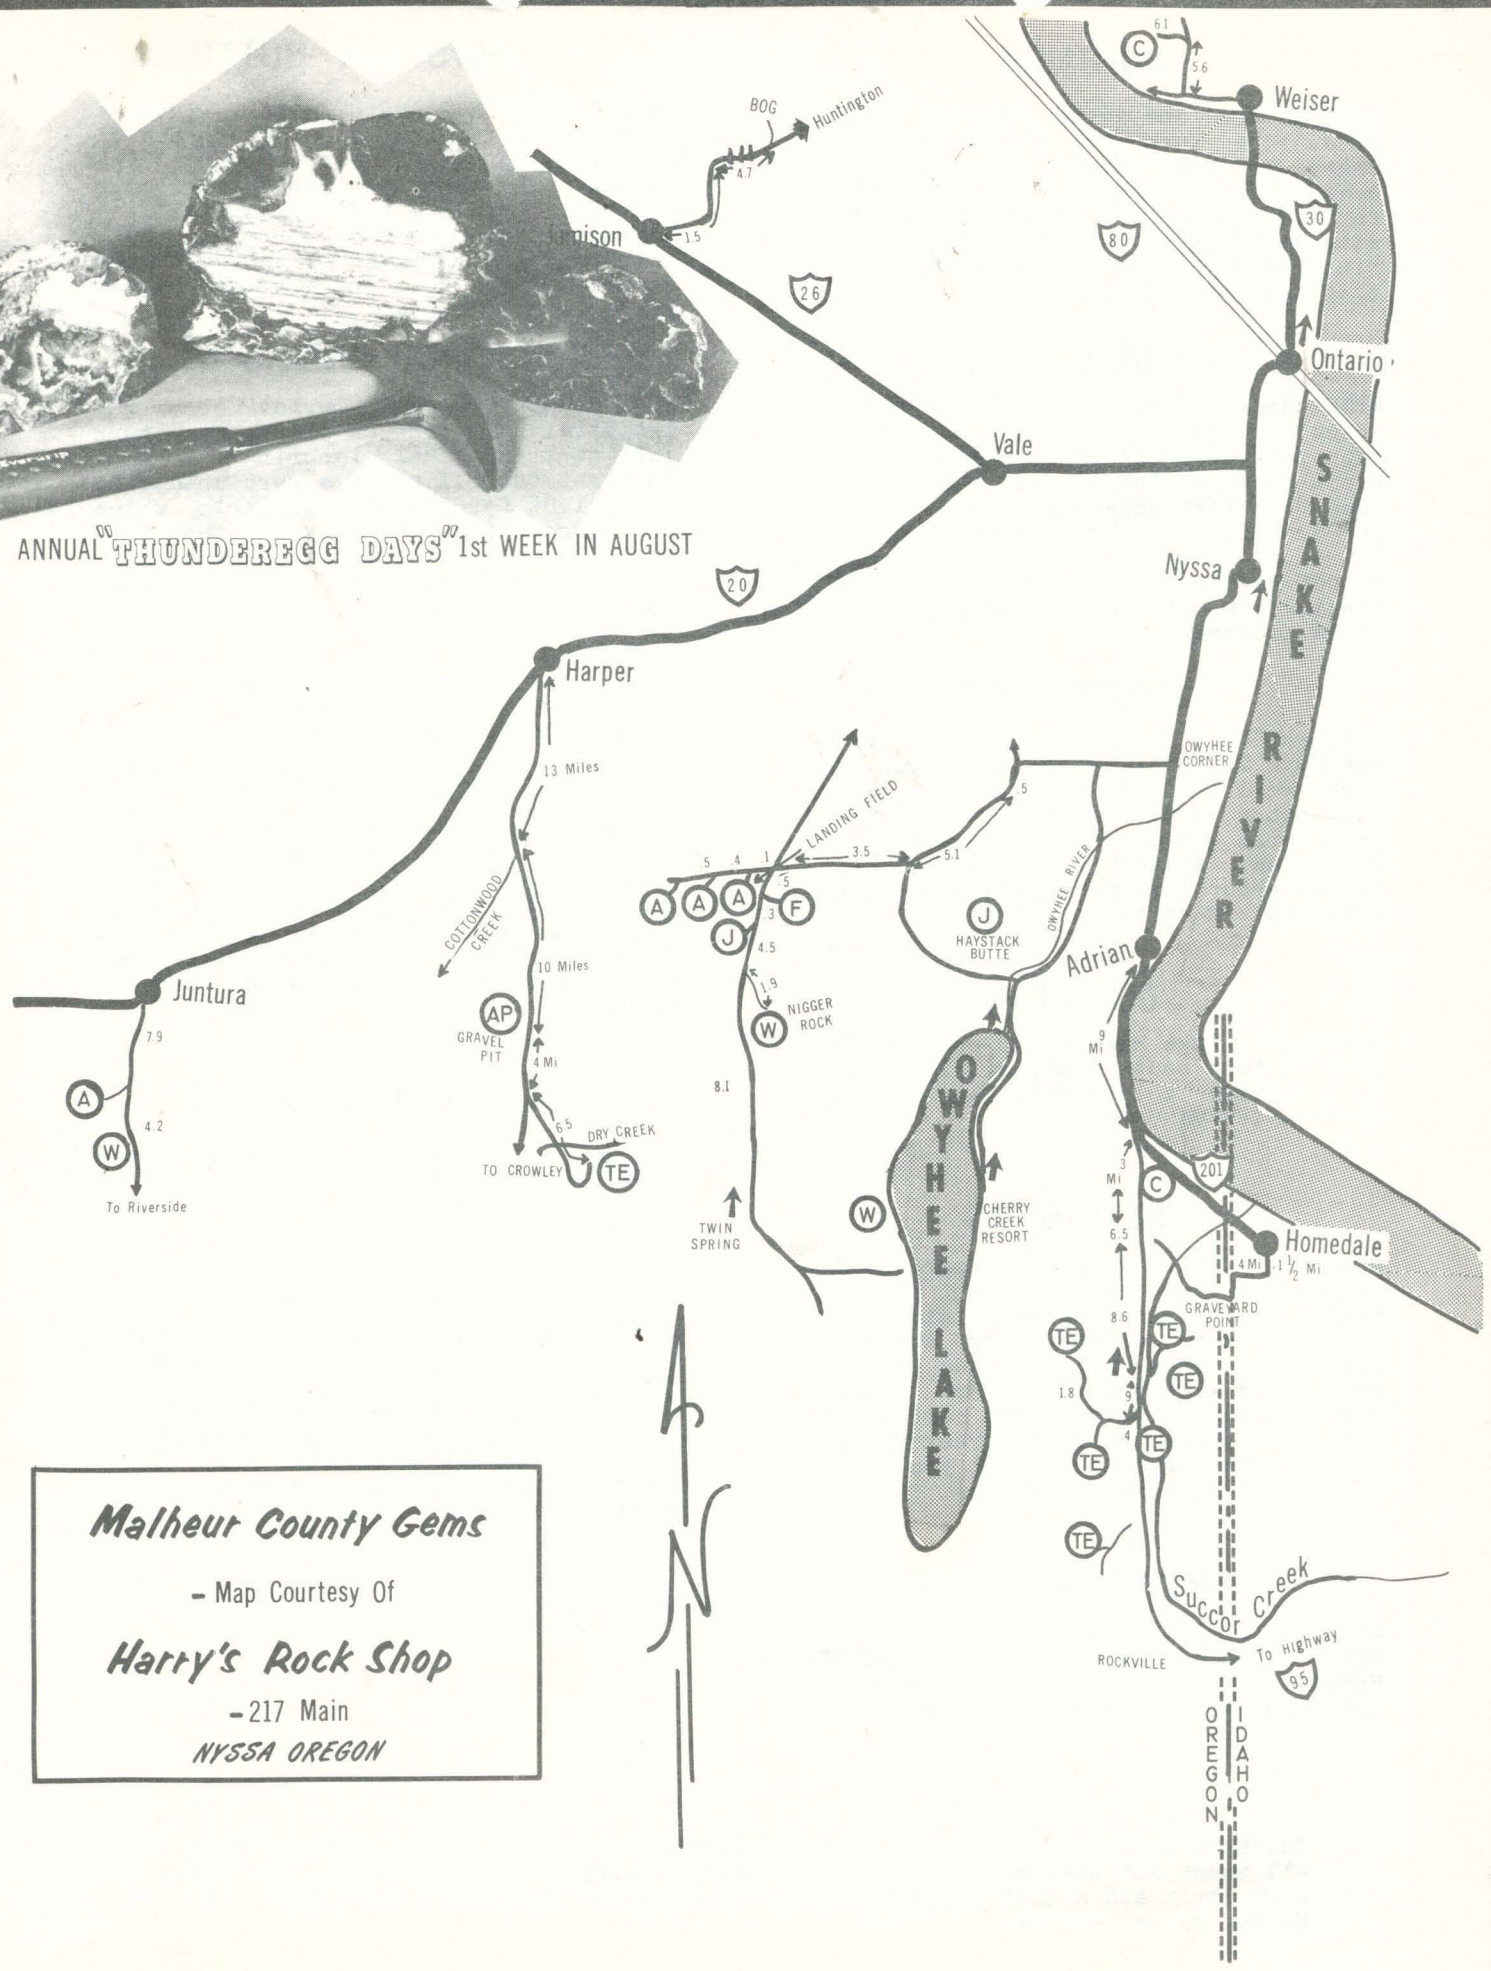 6.1
C
5.6
Weiser
BOG
Huntington
4.7
Jamison
1.5
30
80
26
Ontario
Vale
Evergrip
ANNUAL "THUNDEREGG DAYS" 1st WEEK IN AUGUST
20
Nyssa
SNAKE RIVER
Harper
13 Miles
OWYHEE
CORNER
.5
LANDING FIELD
.5 .4 .1
3.5
5.1
.5
A A A F
.3
J
4.5
COTTONWOOD
CREEK
J
HAYSTACK
BUTTE
OWYHEE RIVER
Adrian
10 Miles
Juntura
1.9
NIGGER
ROCK
W
AP
GRAVEL
PIT
7.9
4 Mi
9
Mi
8.1
A
4.2
W
6.5
DRY CREEK
TO CROWLEY
TE
To Riverside
OWYHEE LAKE
3
Mi
C
201
TWIN
SPRING
W
CHERRY
CREEK
RESORT
6.5
Homedale
4 Mi
.1 1/2 Mi
GRAVEYARD
POINT
8.6
TE
TE
TE
1.8
.9
.4
TE
TE
TE
N
Succor Creek
ROCKVILLE
To Highway
95
OREGON
IDAHO
Malheur County Gems
- Map Courtesy Of
Harry's Rock Shop
- 217 Main
NYSSA OREGON